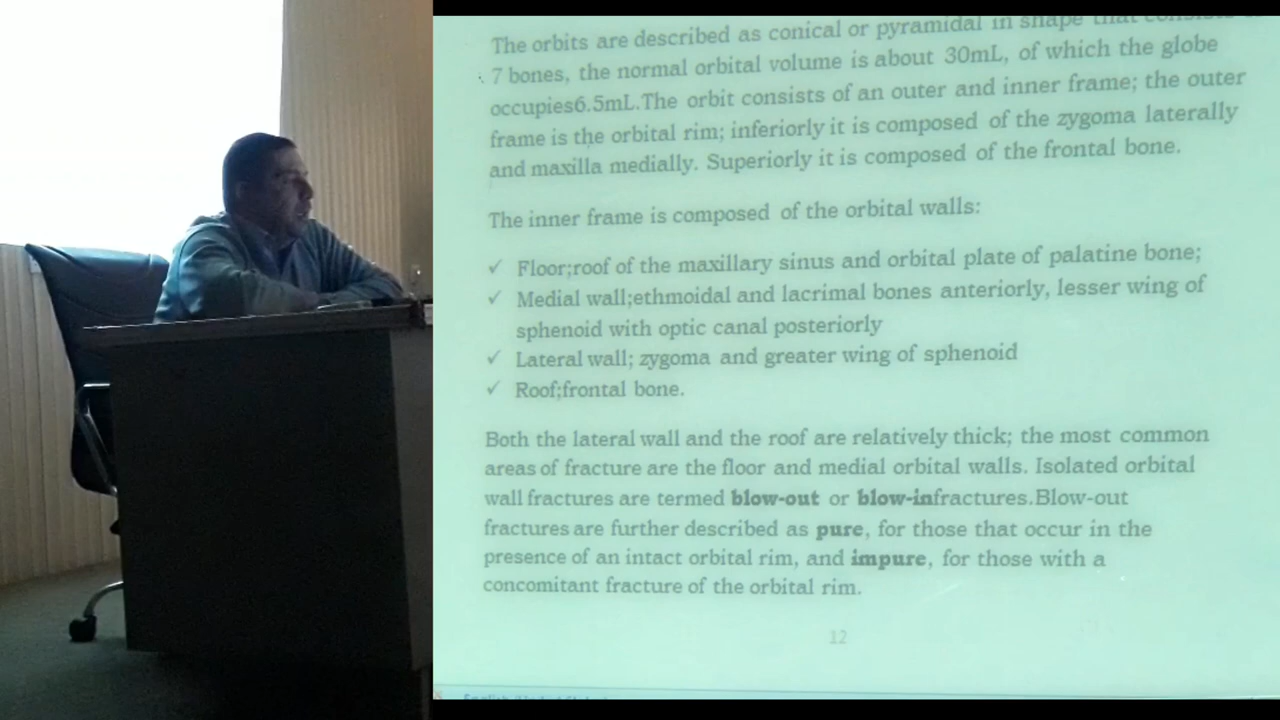 The orbits are described as conical or pyramidal in shape that consists
7 bones, the normal orbital volume is about 30mL, of which the globe
occupies6.5mL.The orbit consists of an outer and inner frame; the outer
frame is the orbital rim; inferiorly it is composed of the zygoma laterally
and maxilla medially. Superiorly it is composed of the frontal bone.
The inner frame is composed of the orbital walls:
✓ Floor;roof of the maxillary sinus and orbital plate of palatine bone;
✓ Medial wall;ethmoidal and lacrimal bones anteriorly, lesser wing of
sphenoid with optic canal posteriorly
✓ Lateral wall; zygoma and greater wing of sphenoid
✓ Roof;frontal bone.
Both the lateral wall and the roof are relatively thick; the most common
areas of fracture are the floor and medial orbital walls. Isolated orbital
wall fractures are termed blow-out or blow-infractures.Blow-out
fractures are further described as pure, for those that occur in the
presence of an intact orbital rim, and impure, for those with a
concomitant fracture of the orbital rim.
12